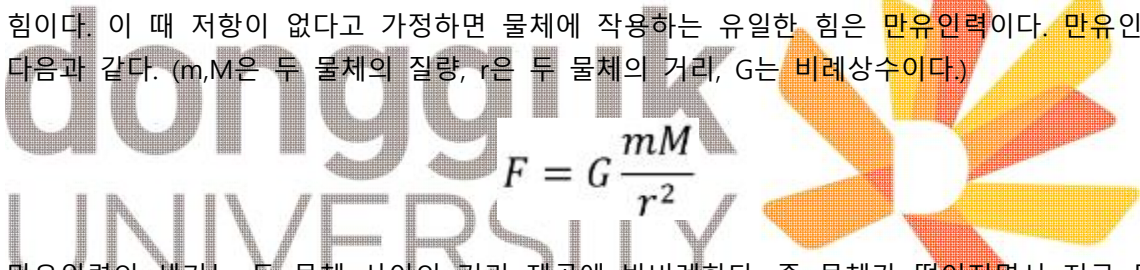 힘이다. 이 때 저항이 없다고 가정하면 물체에 작용하는 유일한 힘은 만유인력이다. 만유인
다음과 같다. (m,M은 두 물체의 질량, r은 두 물체의 거리, G는 비례상수이다.)
dongguk
F = G mM / r²
UNIVERSITY